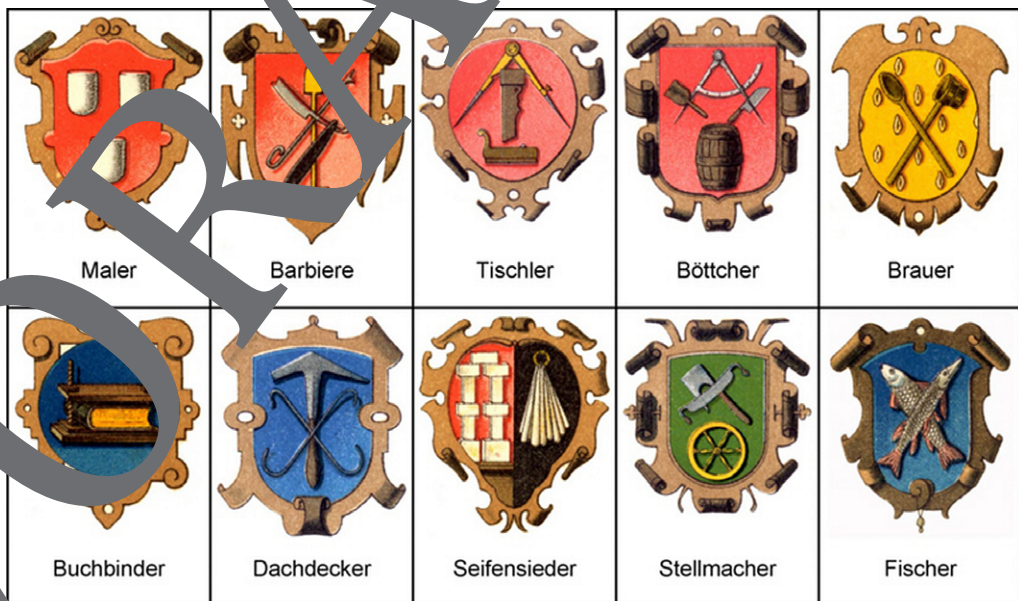 Maler
Barbiere
Tischler
Böttcher
Brauer
Buchbinder
Dachdecker
Seifensieder
Stellmacher
Fischer